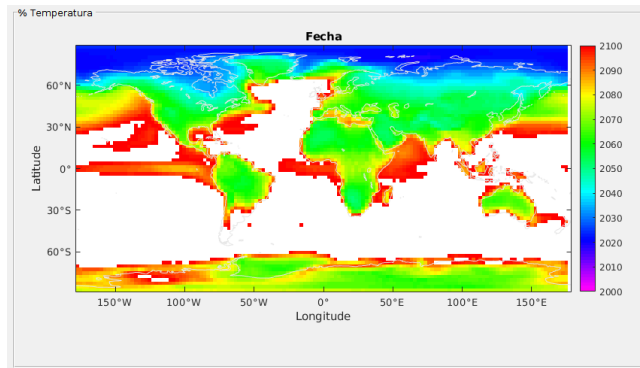 % Temperatura
Fecha
60°N
30°N
0°
30°S
60°S
Latitude
150°W
100°W
50°W
0°
50°E
100°E
150°E
Longitude
2100
2090
2080
2070
2060
2050
2040
2030
2020
2010
2000